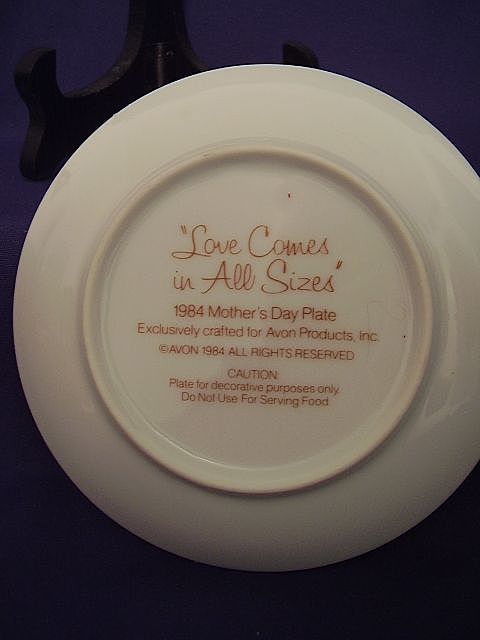 "Love Comes
in All Sizes"
1984 Mother's Day Plate
Exclusively crafted for Avon Products, Inc.
©AVON 1984 ALL RIGHTS RESERVED
CAUTION:
Plate for decorative purposes only.
Do Not Use For Serving Food.